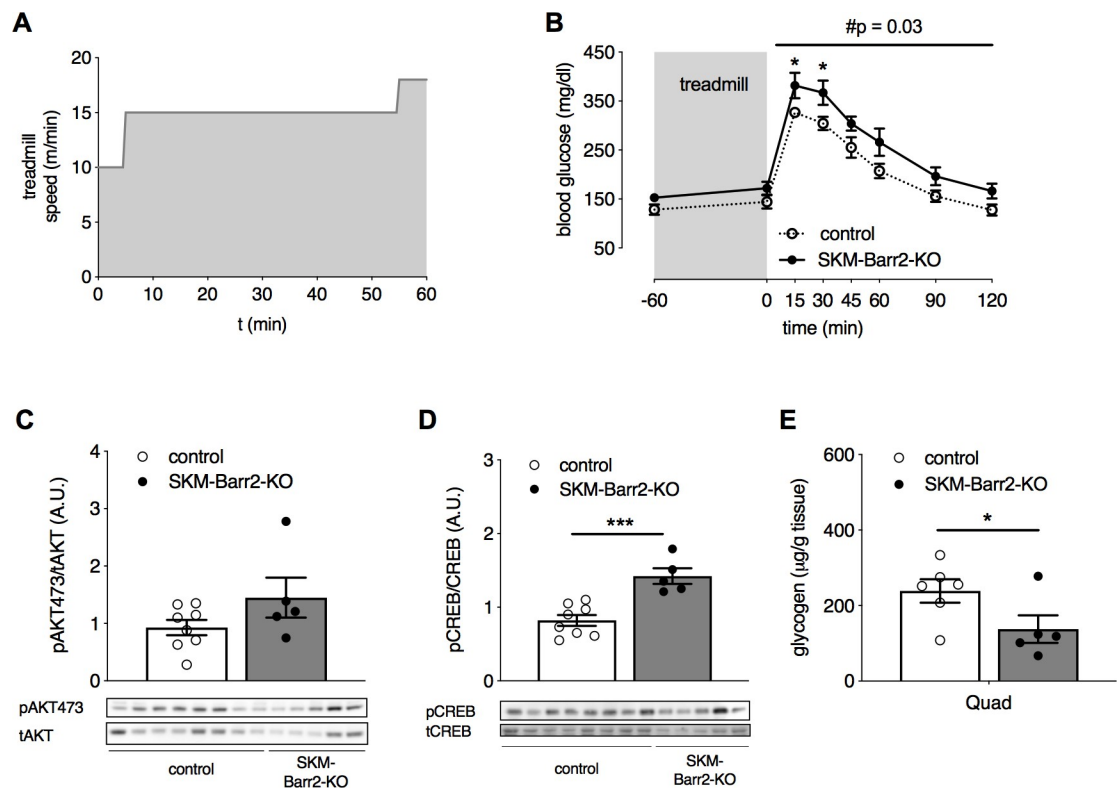 A
20
15
10
5
0
treadmill
speed (m/min)
0 10 20 30 40 50 60
t (min)
B
#p = 0.03
* *
450
350
250
150
50
blood glucose (mg/dl)
treadmill
control
SKM-Barr2-KO
-60 0 15 30 45 60 90 120
time (min)
C
4
3
2
1
0
pAKT473/tAKT (A.U.)
control
SKM-Barr2-KO
pAKT473
tAKT
control
SKM-
Barr2-KO
D
3
2
1
0
pCREB/CREB (A.U.)
control
SKM-Barr2-KO
***
pCREB
tCREB
control
SKM-
Barr2-KO
E
600
400
200
0
glycogen (µg/g tissue)
control
SKM-Barr2-KO
*
Quad